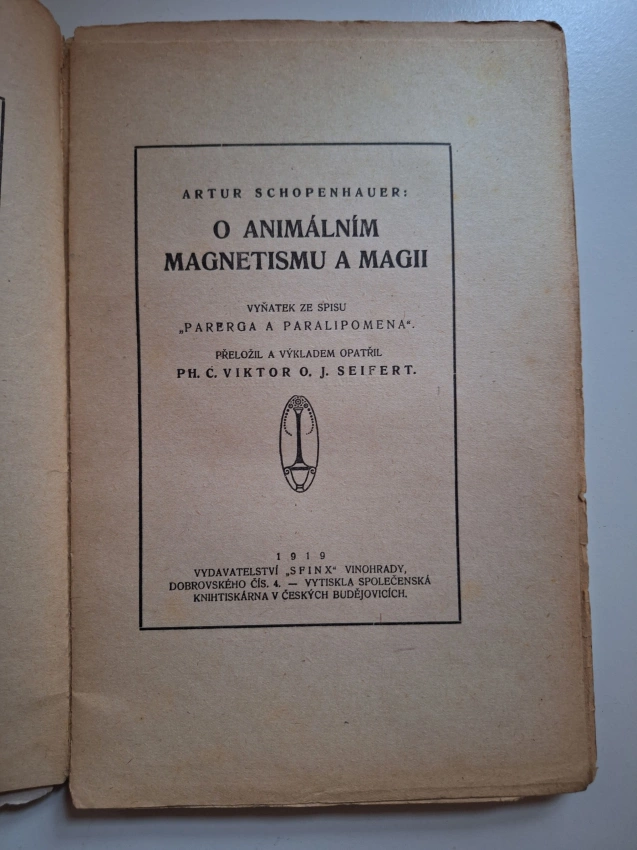 ARTUR SCHOPENHAUER:
O ANIMÁLNÍM
MAGNETISMU A MAGII
VYŇATEK ZE SPISU
„PARERGA A PARALIPOMENA“.
PŘELOŽIL A VÝKLADEM OPATŘIL
PH. C. VIKTOR O. J. SEIFERT.
1919
VYDAVATELSTVÍ „SFINX“ VINOHRADY,
DOBROVSKÉHO ČÍS. 4. — VYTISKLA SPOLEČENSKÁ
KNIHTISKÁRNA V ČESKÝCH BUDĚJOVICÍCH.